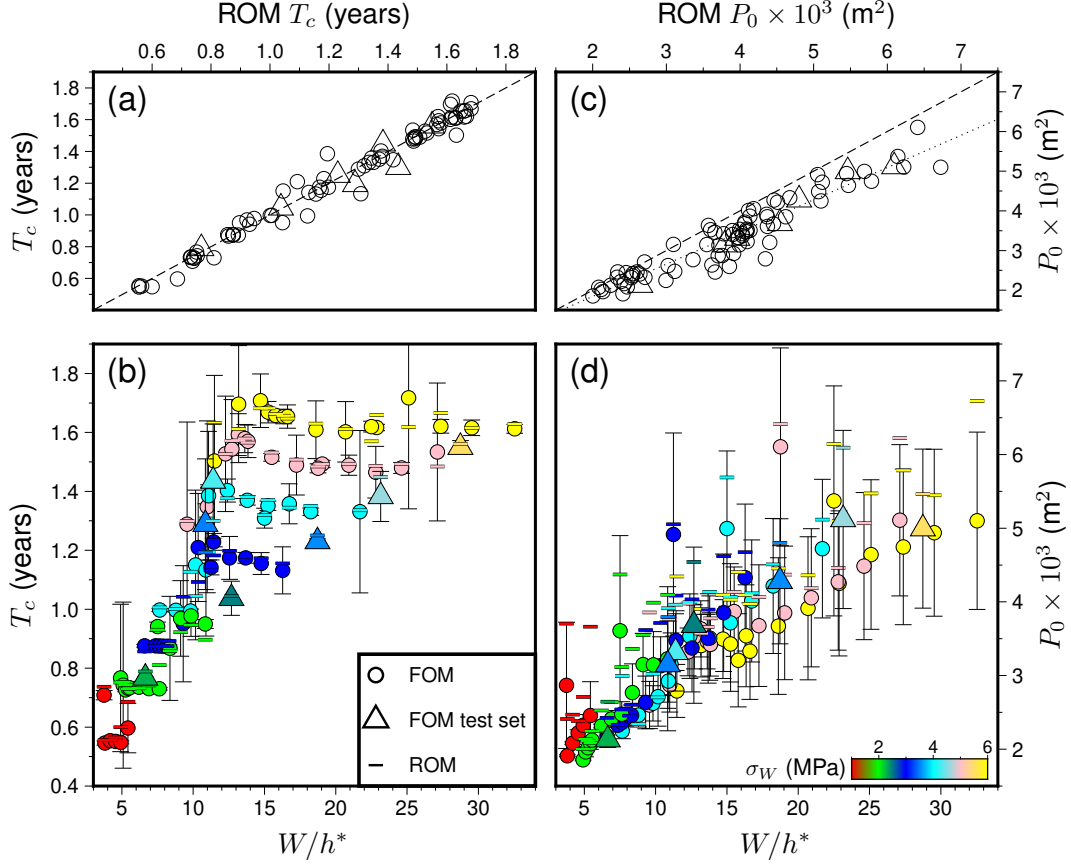 ROM T_c (years)
ROM P_0 × 10^3 (m^2)
0.6 0.8 1.0 1.2 1.4 1.6 1.8
2 3 4 5 6 7
(a)
(c)
T_c (years)
1.8
1.6
1.4
1.2
1.0
0.8
0.6
7
6
5
4
3
2
P_0 × 10^3 (m^2)
(b)
(d)
T_c (years)
1.8
1.6
1.4
1.2
1.0
0.8
0.6
0.4
7
6
5
4
3
2
P_0 × 10^3 (m^2)
FOM
FOM test set
ROM
2 4 6
σ_W (MPa)
5 10 15 20 25 30
5 10 15 20 25 30
W/h*
W/h*